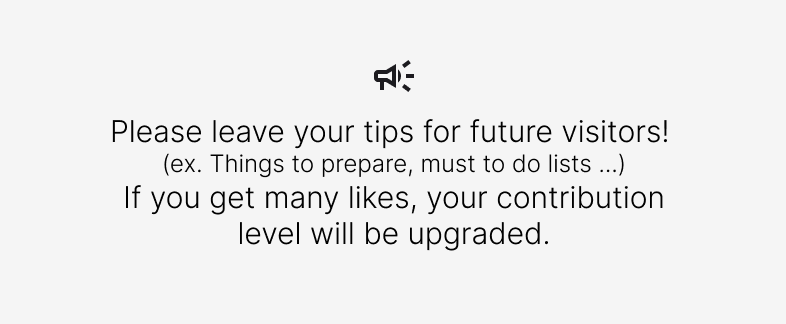 Please leave your tips for future visitors!
(ex. Things to prepare, must to do lists ...)
If you get many likes, your contribution
level will be upgraded.